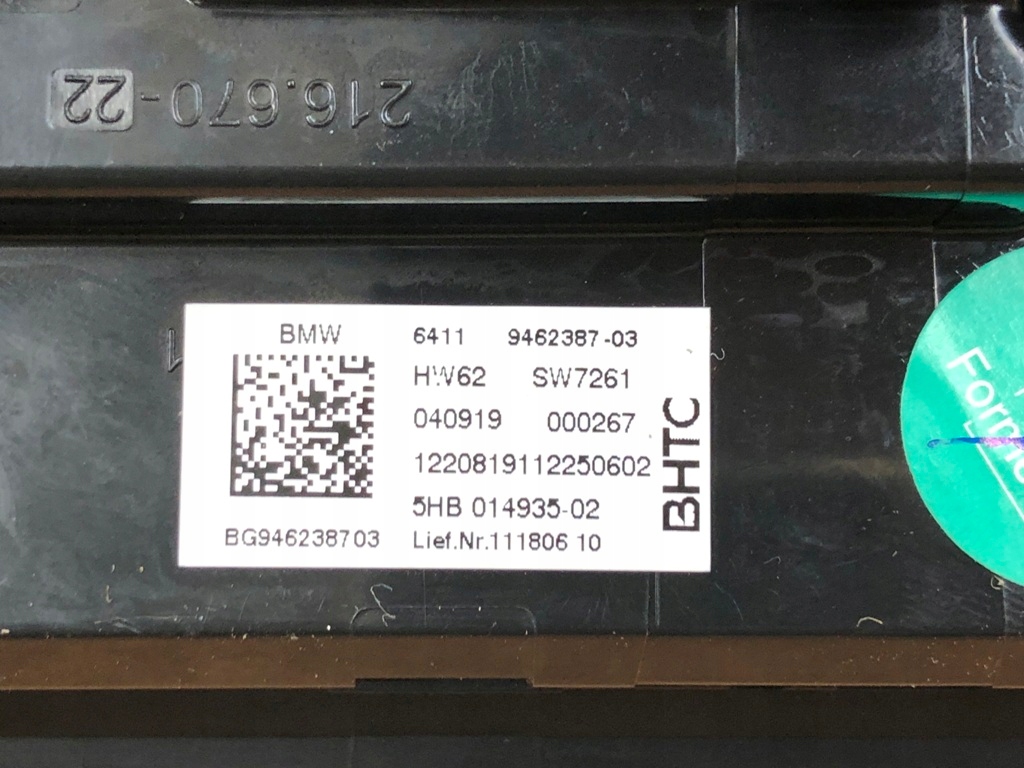 216.670-22
BMW
6411 9462387-03
HW62 SW7261
040919 000267
1220819112250602
5HB 014935-02
BG946238703
Lief.Nr.111806 10
BHTC